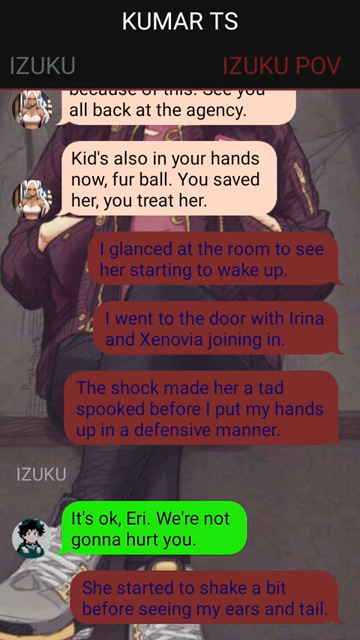 KUMAR TS
IZUKU
IZUKU POV
because of this. See you
all back at the agency.
Kid's also in your hands
now, fur ball. You saved
her, you treat her.
I glanced at the room to see
her starting to wake up.
I went to the door with Irina
and Xenovia joining in.
The shock made her a tad
spooked before I put my hands
up in a defensive manner.
IZUKU
It's ok, Eri. We're not
gonna hurt you.
She started to shake a bit
before seeing my ears and tail.